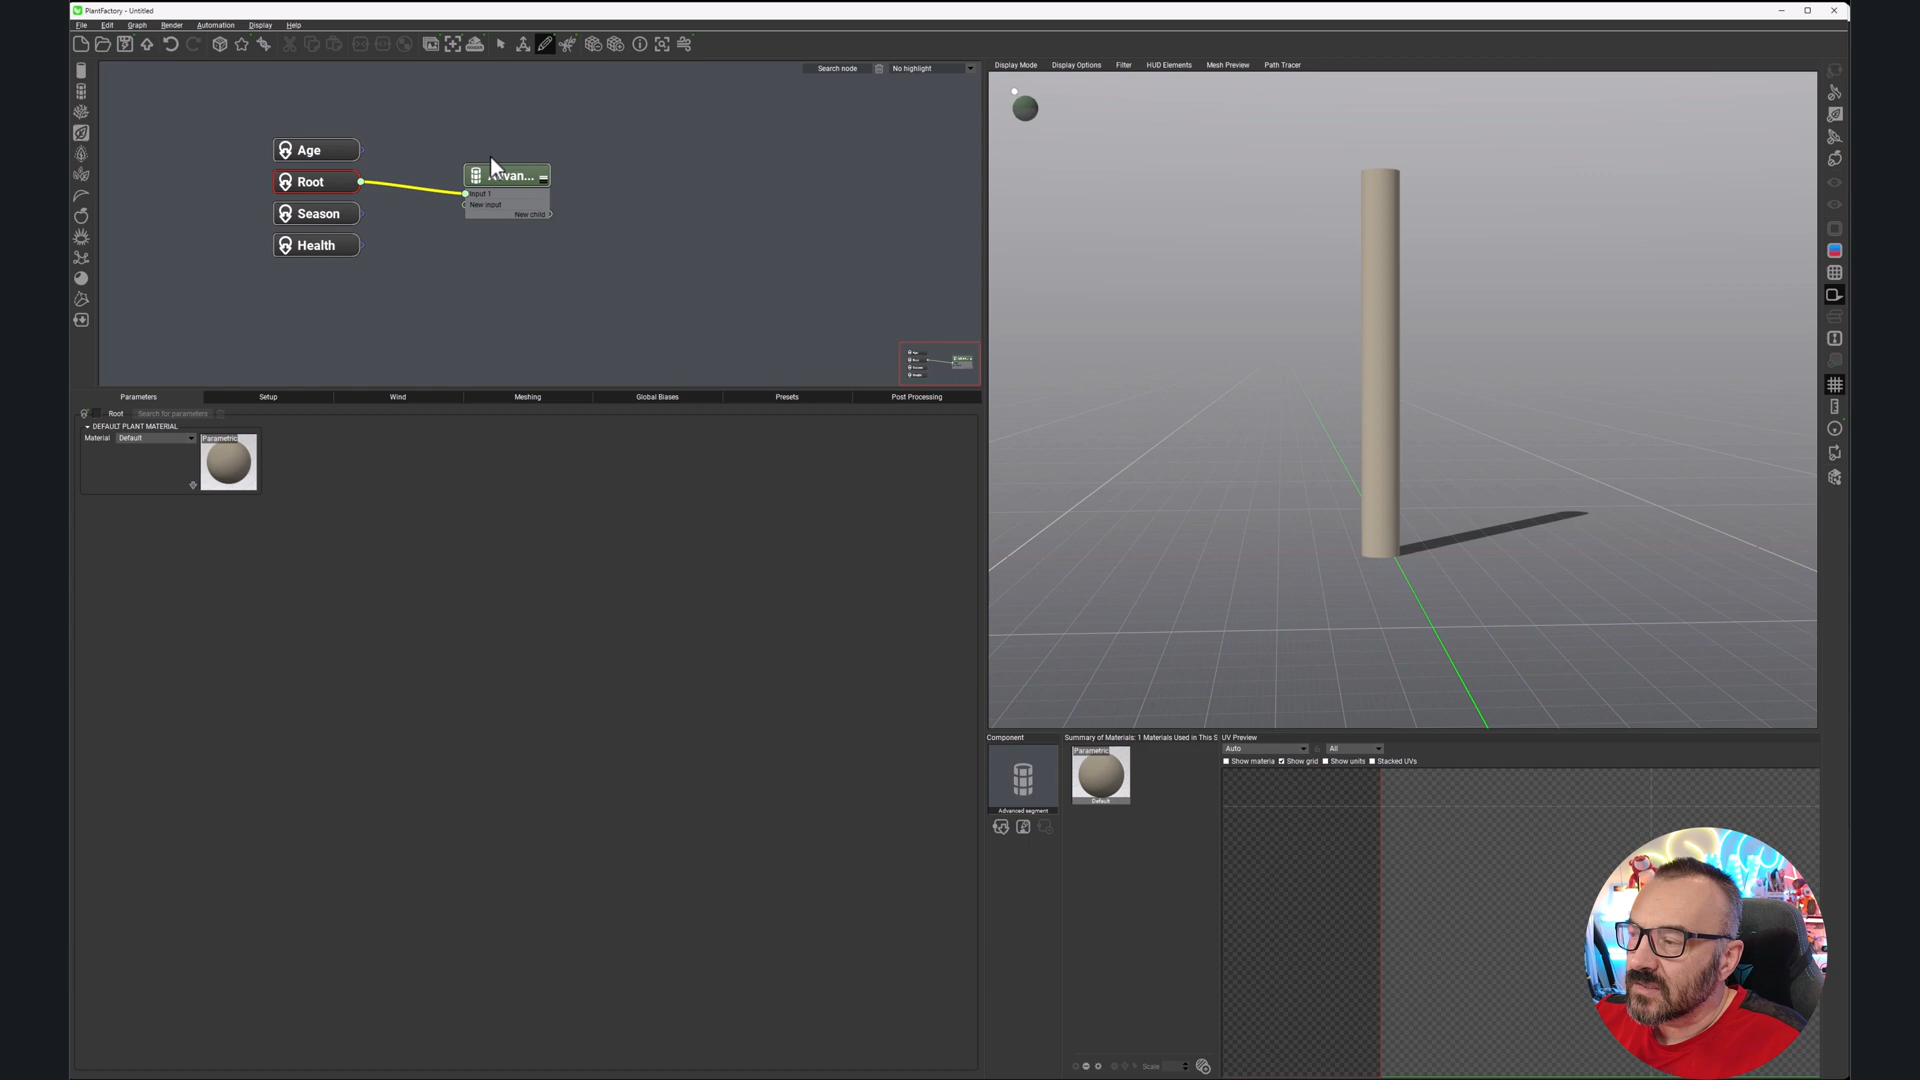 PlantFactory - Untitled
File Edit Graph Render Automation Display Help
Search node No highlight
Display Mode Display Options Filter HUD Elements Mesh Preview Path Tracer
Age
Root
Season
Health
Input 1
New input
New child
Parameters Setup Wind Meshing Global Biases Presets Post Processing
Root Search for parameters
DEFAULT PLANT MATERIAL
Material Default
Parametric
Component
Advanced segment
Summary of Materials: 1 Materials Used in This S
Parametric
Default
UV Preview
Auto All
Show materia Show grid Show units Stacked UVs
Scale